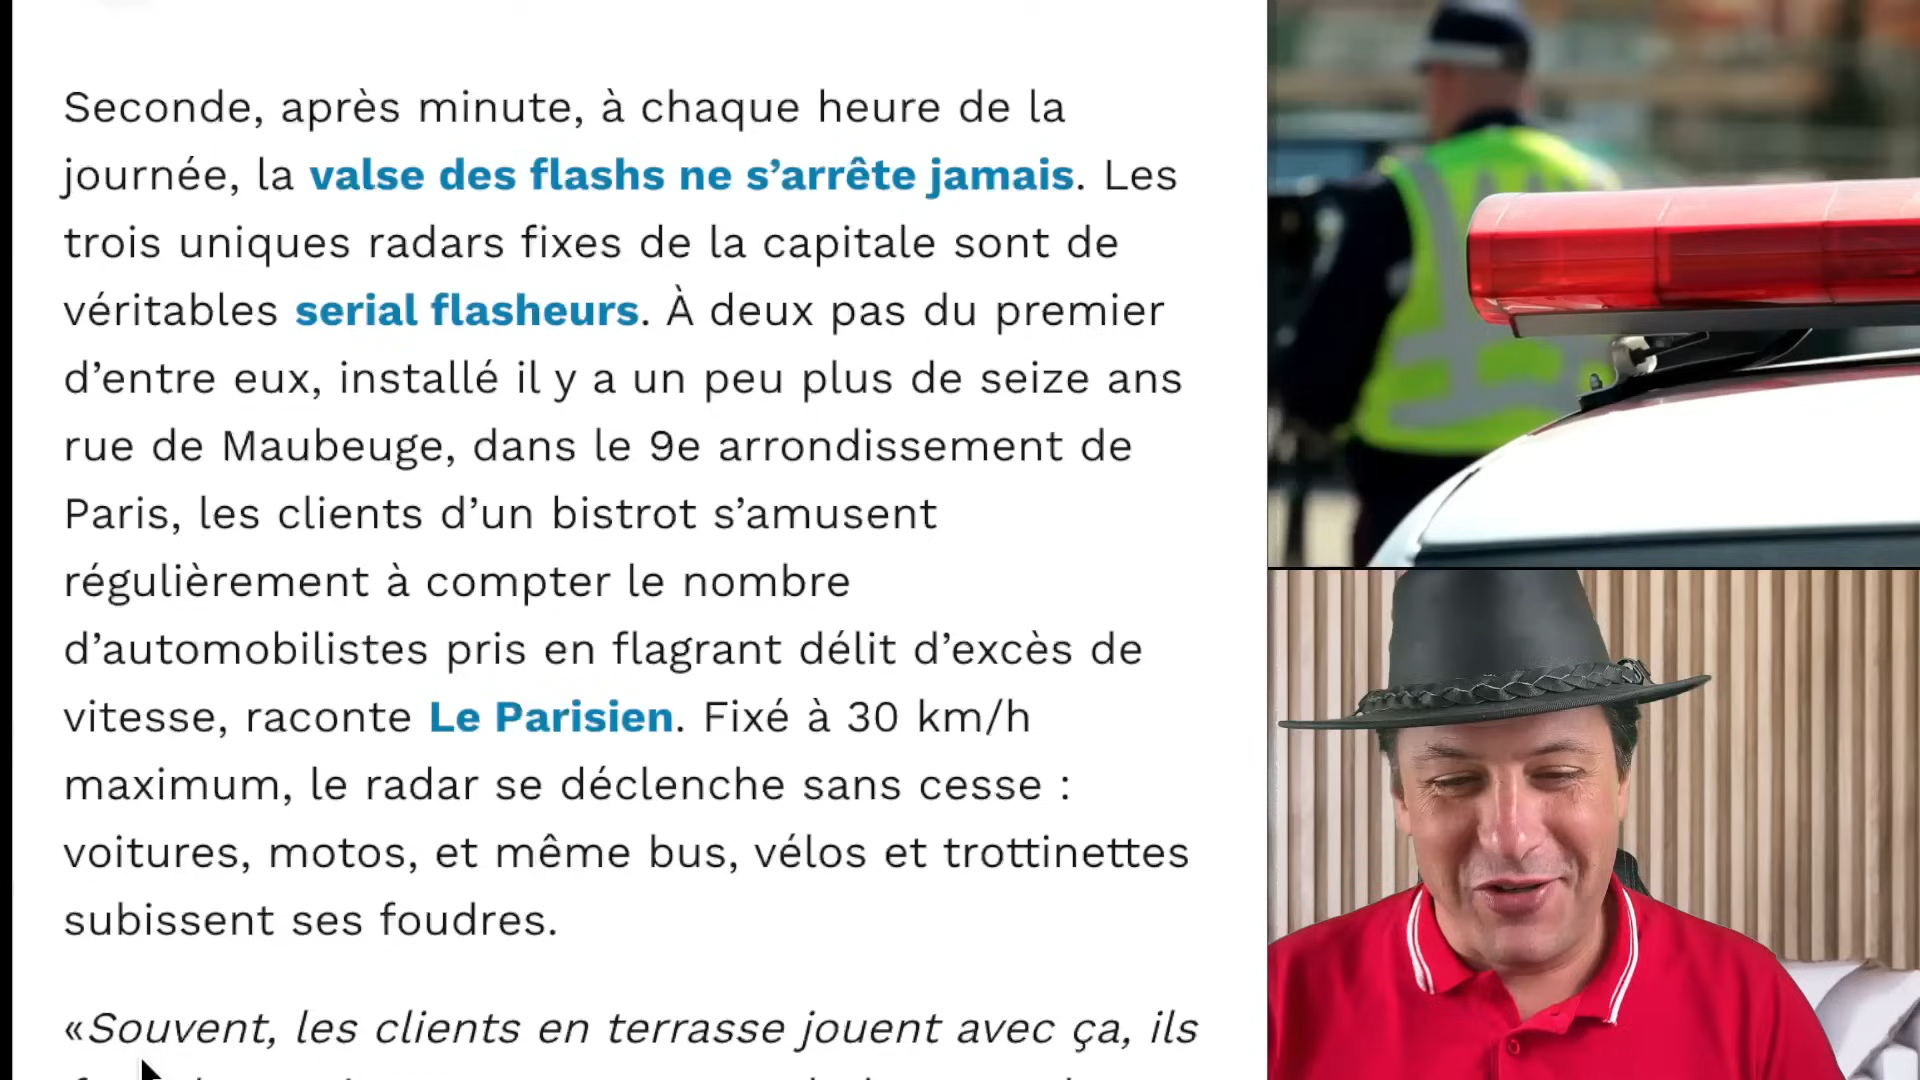 Seconde, après minute, à chaque heure de la
journée, la valse des flashs ne s’arrête jamais. Les
trois uniques radars fixes de la capitale sont de
véritables serial flasheurs. À deux pas du premier
d’entre eux, installé il y a un peu plus de seize ans
rue de Maubeuge, dans le 9e arrondissement de
Paris, les clients d’un bistrot s’amusent
régulièrement à compter le nombre
d’automobilistes pris en flagrant délit d’excès de
vitesse, raconte Le Parisien. Fixé à 30 km/h
maximum, le radar se déclenche sans cesse :
voitures, motos, et même bus, vélos et trottinettes
subissent ses foudres.
«Souvent, les clients en terrasse jouent avec ça, ils